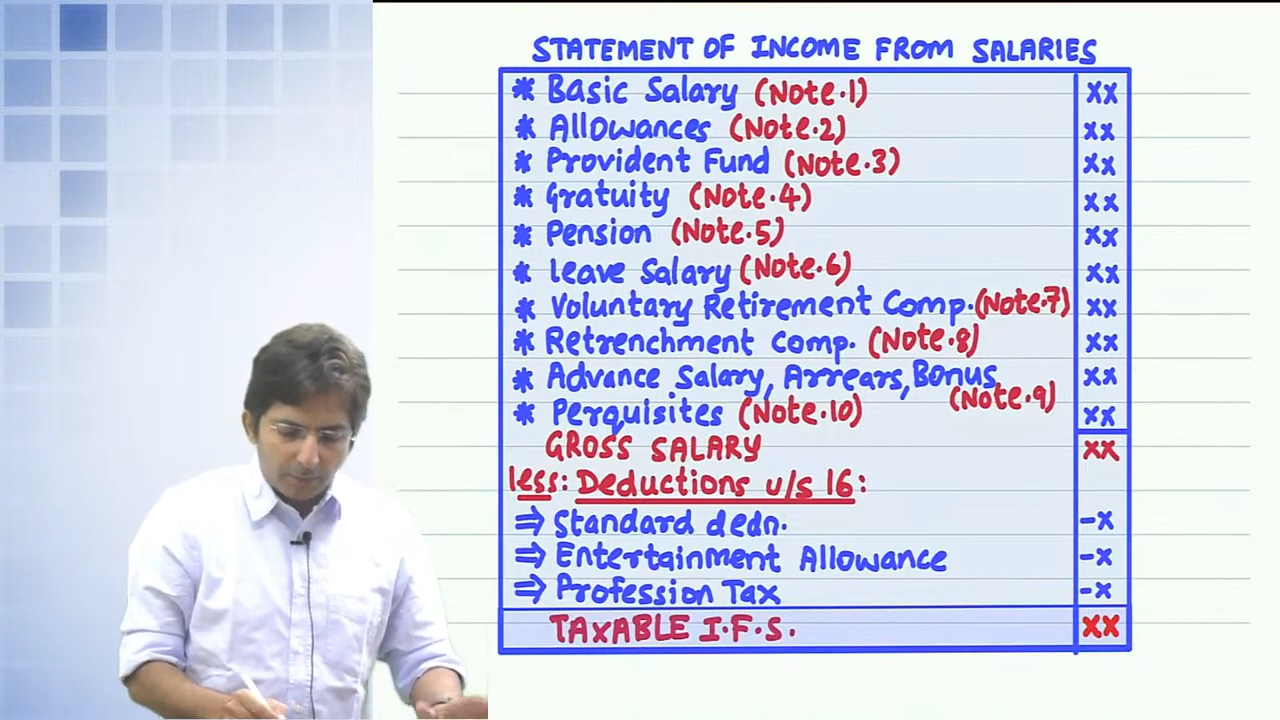 STATEMENT OF INCOME FROM SALARIES
* Basic Salary (Note.1) xx
* Allowances (Note.2) xx
* Provident Fund (Note.3) xx
* Gratuity (Note.4) xx
* Pension (Note.5) xx
* leave Salary (Note.6) xx
* Voluntary Retirement Comp. (Note.7) xx
* Retrenchment comp. (Note.8) xx
* Advance Salary, Arrears, Bonus xx
(Note.9)
* Perquisites (Note.10) xx
GROSS SALARY xx
less: Deductions u/s 16:
⇒ Standard dedn. -x
⇒ Entertainment Allowance -x
⇒ Profession Tax -x
TAXABLE I.F.S. xx